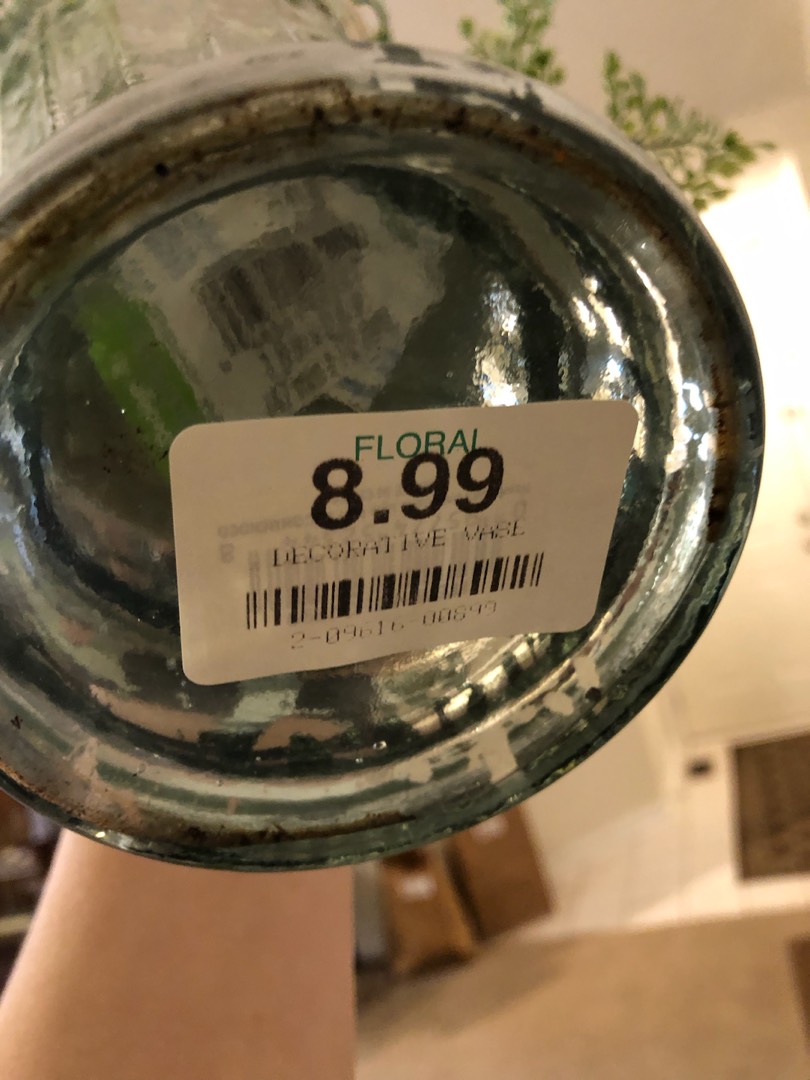 FLORAL
8.99
DECORATIVE VASE
2-09616-00899